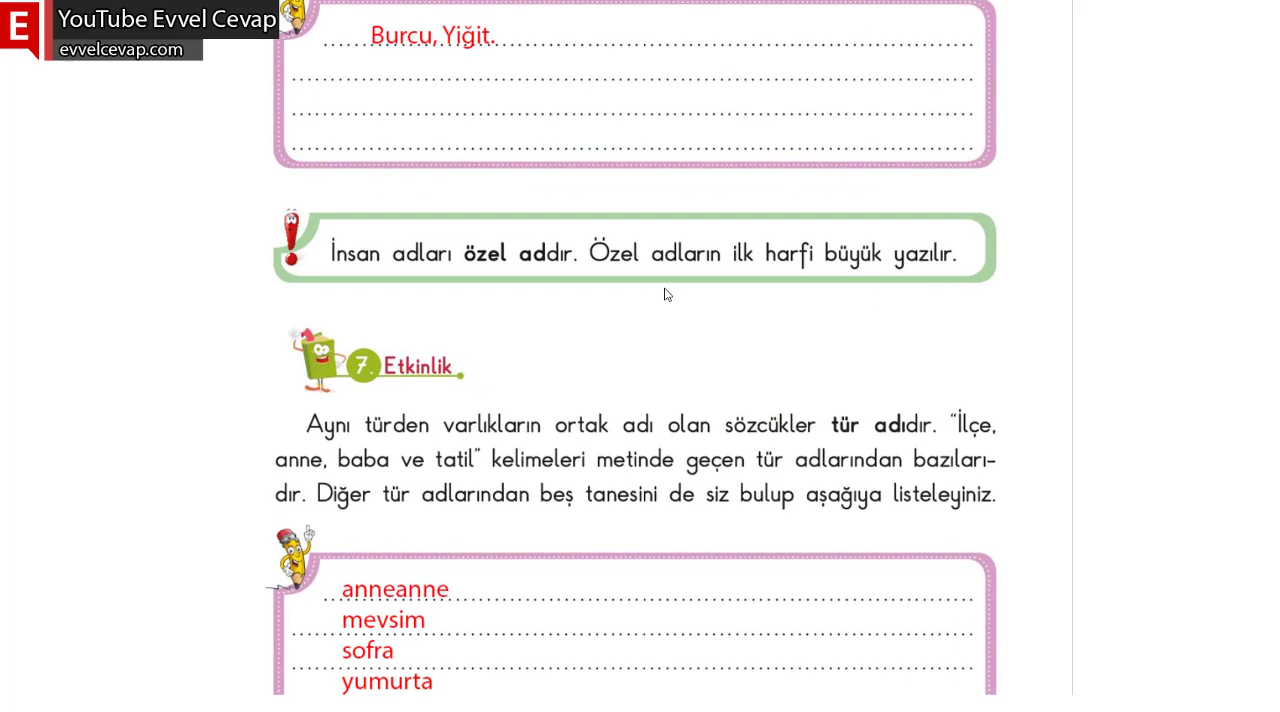 E
YouTube Evvel Cevap
evvelcevap.com
Burcu, Yiğit.
İnsan adları özel addır. Özel adların ilk harfi büyük yazılır.
7. Etkinlik
Aynı türden varlıkların ortak adı olan sözcükler tür adıdır. "İlçe,
anne, baba ve tatil" kelimeleri metinde geçen tür adlarından bazıları-
dır. Diğer tür adlarından beş tanesini de siz bulup aşağıya listeleyiniz.
anneanne
mevsim
sofra
yumurta